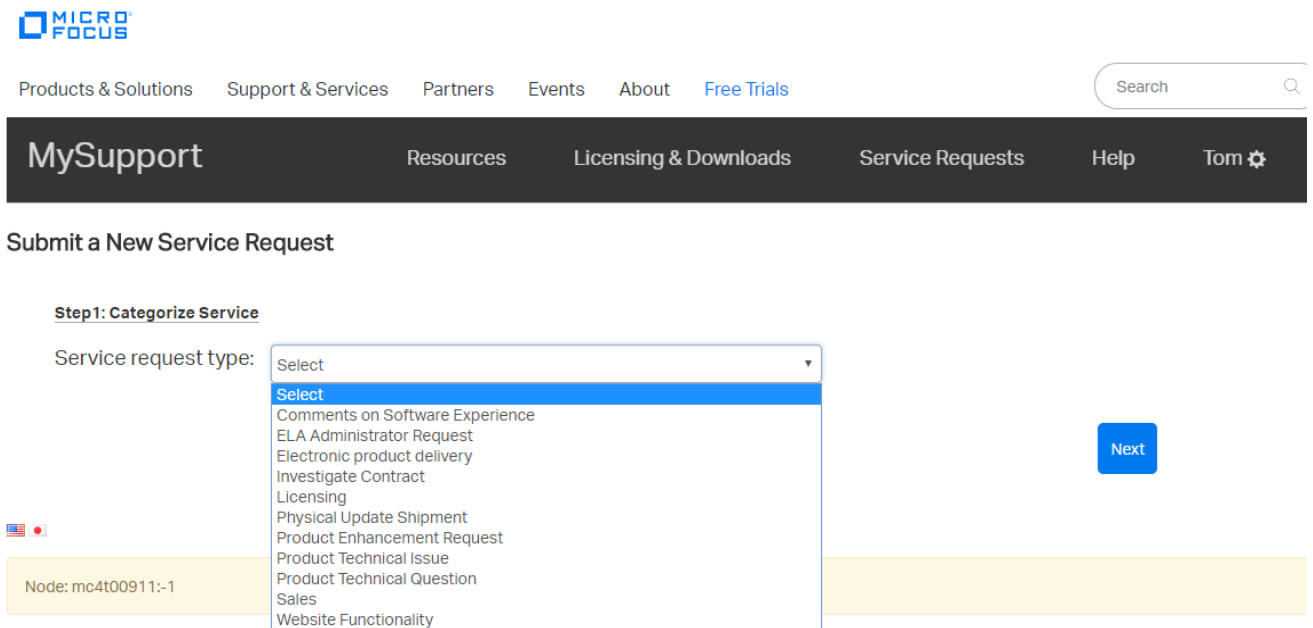 MICRO
FOCUS
Products & Solutions Support & Services Partners Events About Free Trials Search
MySupport Resources Licensing & Downloads Service Requests Help Tom
Submit a New Service Request
Step1: Categorize Service
Service request type: Select
Select
Comments on Software Experience
ELA Administrator Request
Electronic product delivery
Investigate Contract
Licensing
Physical Update Shipment
Product Enhancement Request
Product Technical Issue
Product Technical Question
Sales
Website Functionality
Next
Node: mc4t00911:-1